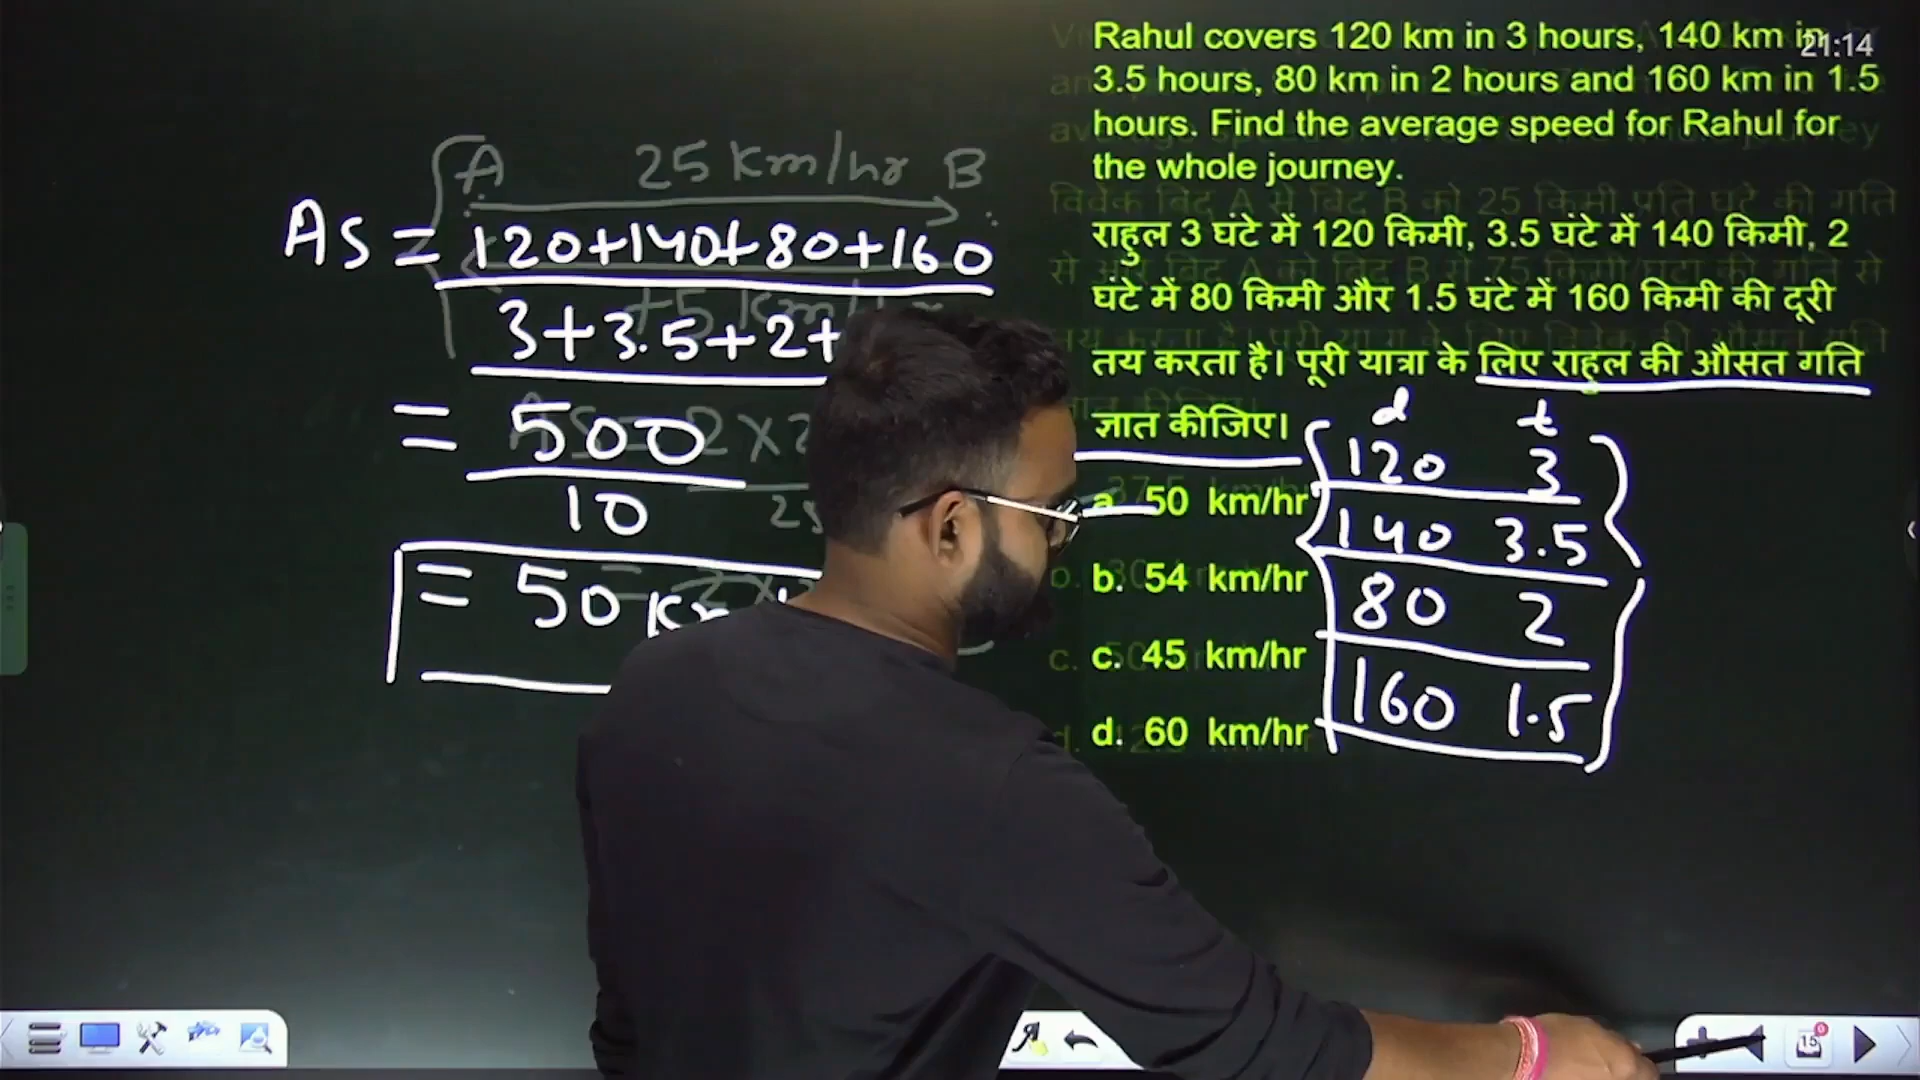 Rahul covers 120 km in 3 hours, 140 km in
21:14
3.5 hours, 80 km in 2 hours and 160 km in 1.5
hours. Find the average speed for Rahul for
the whole journey.
राहुल 3 घंटे में 120 किमी, 3.5 घंटे में 140 किमी, 2
घंटे में 80 किमी और 1.5 घंटे में 160 किमी की दूरी
तय करता है। पूरी यात्रा के लिए राहुल की औसत गति
ज्ञात कीजिए।
a. 50 km/hr
b. 54 km/hr
c. 45 km/hr
d. 60 km/hr
d t
120 3
140 3.5
80 2
160 1.5
A 25 Km/hr B
AS = 120+140+80+160
3+3.5+2+
= 500
10
= 50
15